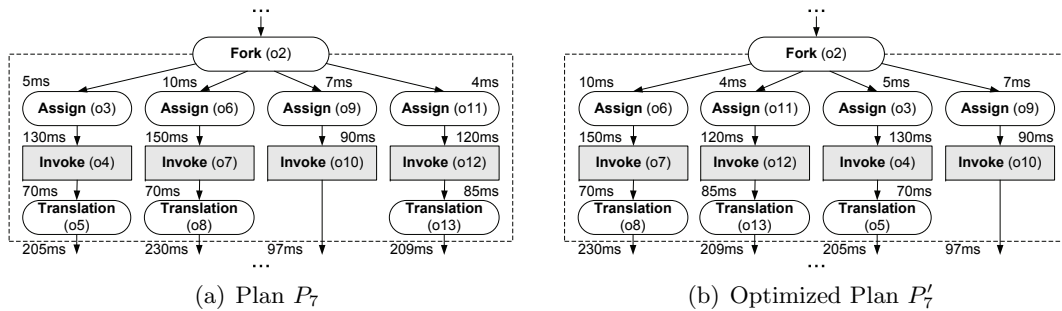 ...
Fork (o2)
5ms 10ms 7ms 4ms
Assign (o3) Assign (o6) Assign (o9) Assign (o11)
130ms 150ms 90ms 120ms
Invoke (o4) Invoke (o7) Invoke (o10) Invoke (o12)
70ms 70ms 85ms
Translation Translation Translation
(o5) (o8) (o13)
205ms 230ms 97ms 209ms
...
(a) Plan P7
...
Fork (o2)
10ms 4ms 5ms 7ms
Assign (o6) Assign (o11) Assign (o3) Assign (o9)
150ms 120ms 130ms 90ms
Invoke (o7) Invoke (o12) Invoke (o4) Invoke (o10)
70ms 85ms 70ms
Translation Translation Translation
(o8) (o13) (o5)
230ms 209ms 205ms 97ms
...
(b) Optimized Plan P′7